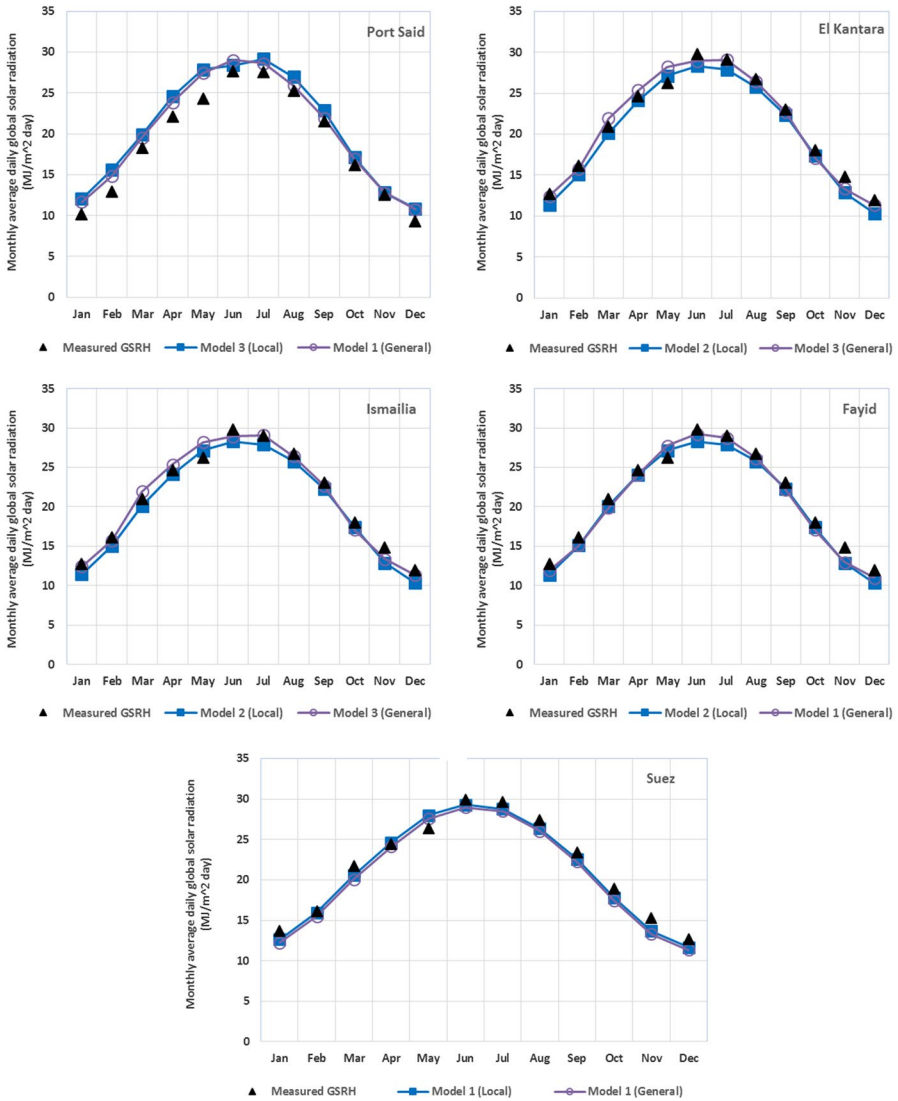 Port Said
Monthly average daily global solar radiation
(MJ/m^2 day)
35
30
25
20
15
10
5
0
Jan Feb Mar Apr May Jun Jul Aug Sep Oct Nov Dec
Measured GSRH Model 3 (Local) Model 1 (General)
El Kantara
Monthly average daily global solar radiation
(MJ/m^2 day)
35
30
25
20
15
10
5
0
Jan Feb Mar Apr May Jun Jul Aug Sep Oct Nov Dec
Measured GSRH Model 2 (Local) Model 3 (General)
Ismailia
Monthly average daily global solar radiation
(MJ/m^2 day)
35
30
25
20
15
10
5
0
Jan Feb Mar Apr May Jun Jul Aug Sep Oct Nov Dec
Measured GSRH Model 2 (Local) Model 3 (General)
Fayid
Monthly average daily global solar radiation
(MJ/m^2 day)
35
30
25
20
15
10
5
0
Jan Feb Mar Apr May Jun Jul Aug Sep Oct Nov Dec
Measured GSRH Model 2 (Local) Model 1 (General)
Suez
Monthly average daily global solar radiation
(MJ/m^2 day)
35
30
25
20
15
10
5
0
Jan Feb Mar Apr May Jun Jul Aug Sep Oct Nov Dec
Measured GSRH Model 1 (Local) Model 1 (General)